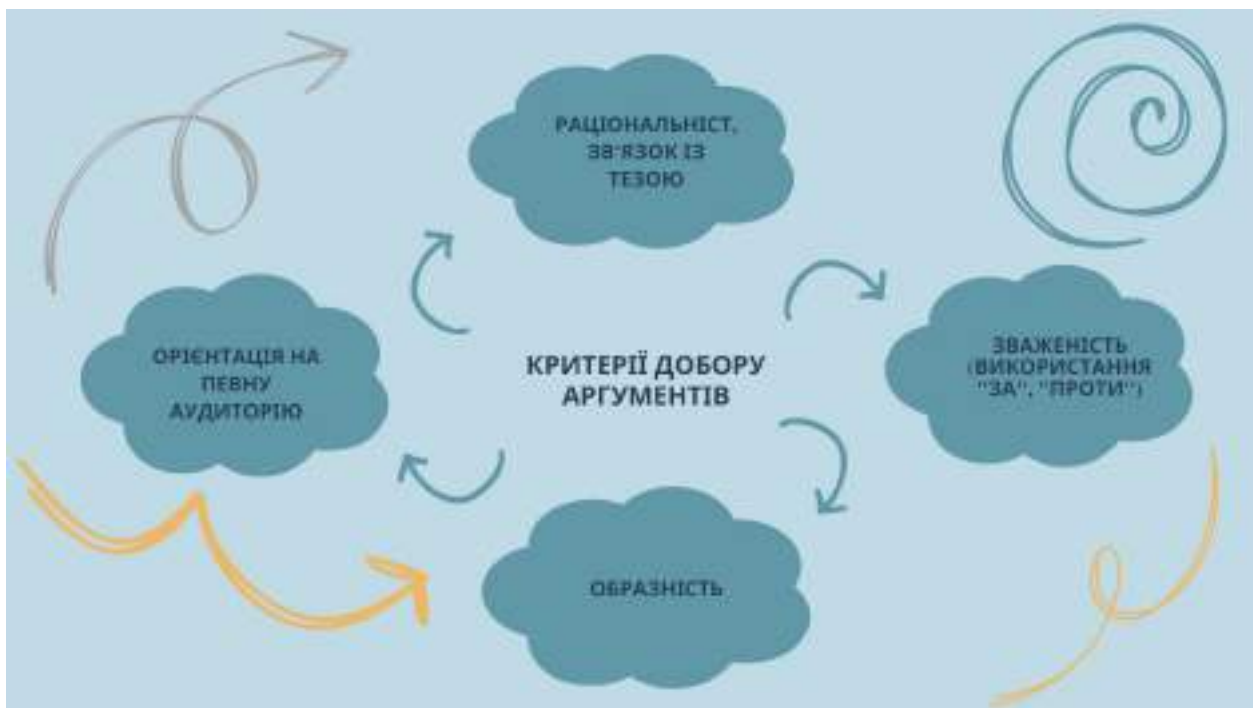 РАЦІОНАЛЬНІСТ,
ЗВ'ЯЗОК ІЗ
ТЕЗОЮ
ЗВАЖЕНІСТЬ
(ВИКОРИСТАННЯ
"ЗА", "ПРОТИ")
КРИТЕРІЇ ДОБОРУ
АРГУМЕНТІВ
ОРІЄНТАЦІЯ НА
ПЕВНУ
АУДИТОРІЮ
ОБРАЗНІСТЬ